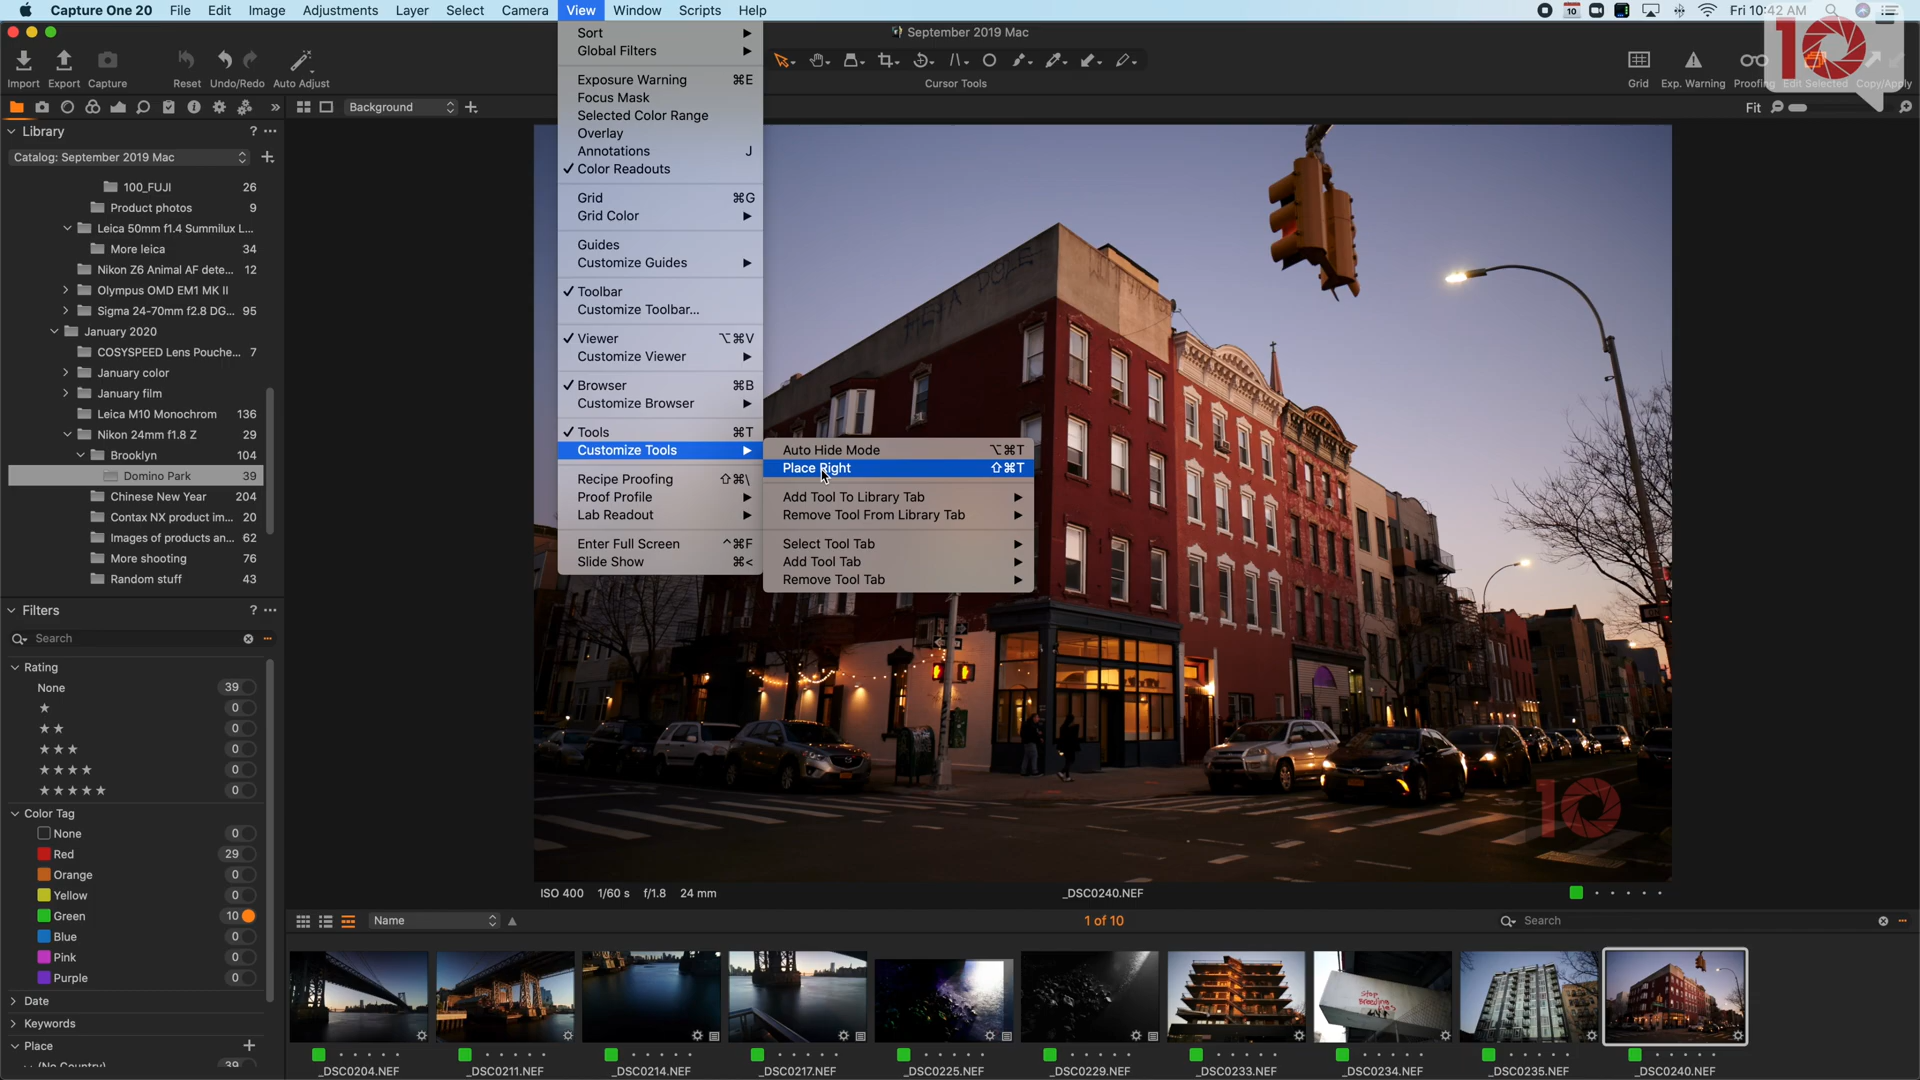 Capture One 20 File Edit Image Adjustments Layer Select Camera View Window Scripts Help
10 Fri 10:42 AM
September 2019 Mac
Import Export Capture Reset Undo/Redo Auto Adjust
Cursor Tools
Grid Exp. Warning Proofing Edit Selected Copy/Apply
10
Background
Fit
Library ?
Catalog: September 2019 Mac
100_FUJI 26
Product photos 9
Leica 50mm f1.4 Summilux L...
More leica 34
Nikon Z6 Animal AF dete... 12
Olympus OMD EM1 MK II
Sigma 24-70mm f2.8 DG... 95
January 2020
COSYSPEED Lens Pouche... 7
January color
January film
Leica M10 Monochrom 136
Nikon 24mm f1.8 Z 29
Brooklyn 104
Domino Park 39
Chinese New Year 204
Contax NX product im... 20
Images of products an... 62
More shooting 76
Random stuff 43
Filters ?
Search
Rating
None 39
★ 0
★★ 0
★★★ 0
★★★★ 0
★★★★★ 0
Color Tag
None 0
Red 29
Orange 0
Yellow 0
Green 10
Blue 0
Pink 0
Purple 0
Date
Keywords
Place +
(No Country) 39
Sort
Global Filters
Exposure Warning ⌘E
Focus Mask
Selected Color Range
Overlay
Annotations J
✓ Color Readouts
Grid ⌘G
Grid Color
Guides
Customize Guides
✓ Toolbar
Customize Toolbar...
✓ Viewer ⌥⌘V
Customize Viewer
✓ Browser ⌘B
Customize Browser
✓ Tools ⌘T
Customize Tools
Recipe Proofing ⇧⌘\
Proof Profile
Lab Readout
Enter Full Screen ^⌘F
Slide Show ⌘<
Auto Hide Mode ⌥⌘T
Place Right ⇧⌘T
Add Tool To Library Tab
Remove Tool From Library Tab
Select Tool Tab
Add Tool Tab
Remove Tool Tab
10
ISO 400 1/60 s f/1.8 24 mm
_DSC0240.NEF
Name
1 of 10
Search
Stop Breeding
_DSC0204.NEF
_DSC0211.NEF
_DSC0214.NEF
_DSC0217.NEF
_DSC0225.NEF
_DSC0229.NEF
_DSC0233.NEF
_DSC0234.NEF
_DSC0235.NEF
_DSC0240.NEF